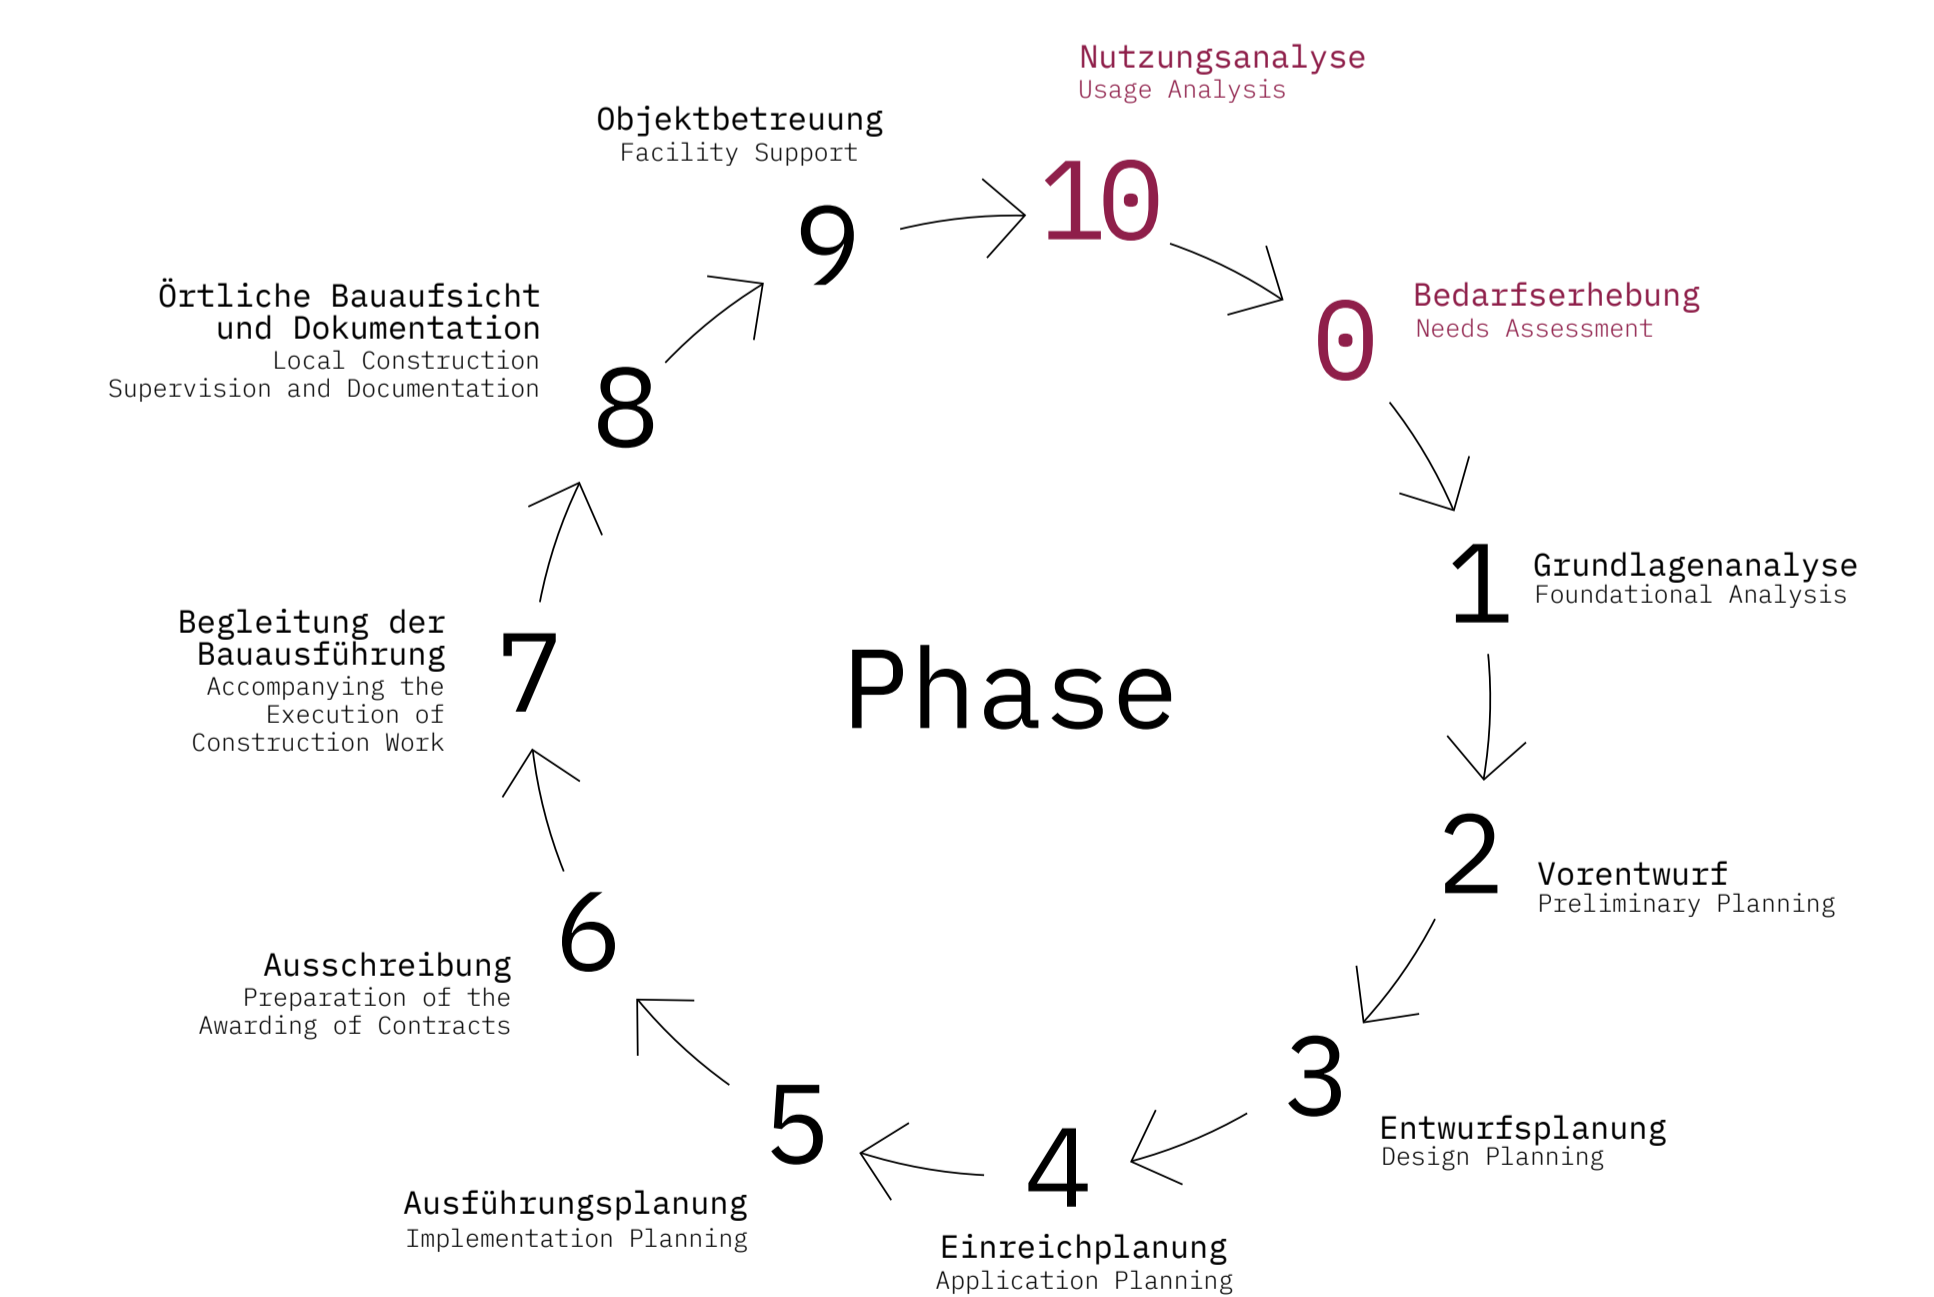 Nutzungsanalyse
Usage Analysis
10
Bedarfserhebung
Needs Assessment
0
Grundlagenanalyse
Foundational Analysis
1
Vorentwurf
Preliminary Planning
2
Entwurfsplanung
Design Planning
3
Einreichplanung
Application Planning
4
Ausführungsplanung
Implementation Planning
5
Ausschreibung
Preparation of the
Awarding of Contracts
6
Begleitung der
Bauausführung
Accompanying the
Execution of
Construction Work
7
Örtliche Bauaufsicht
und Dokumentation
Local Construction
Supervision and Documentation
8
Objektbetreuung
Facility Support
9
Phase